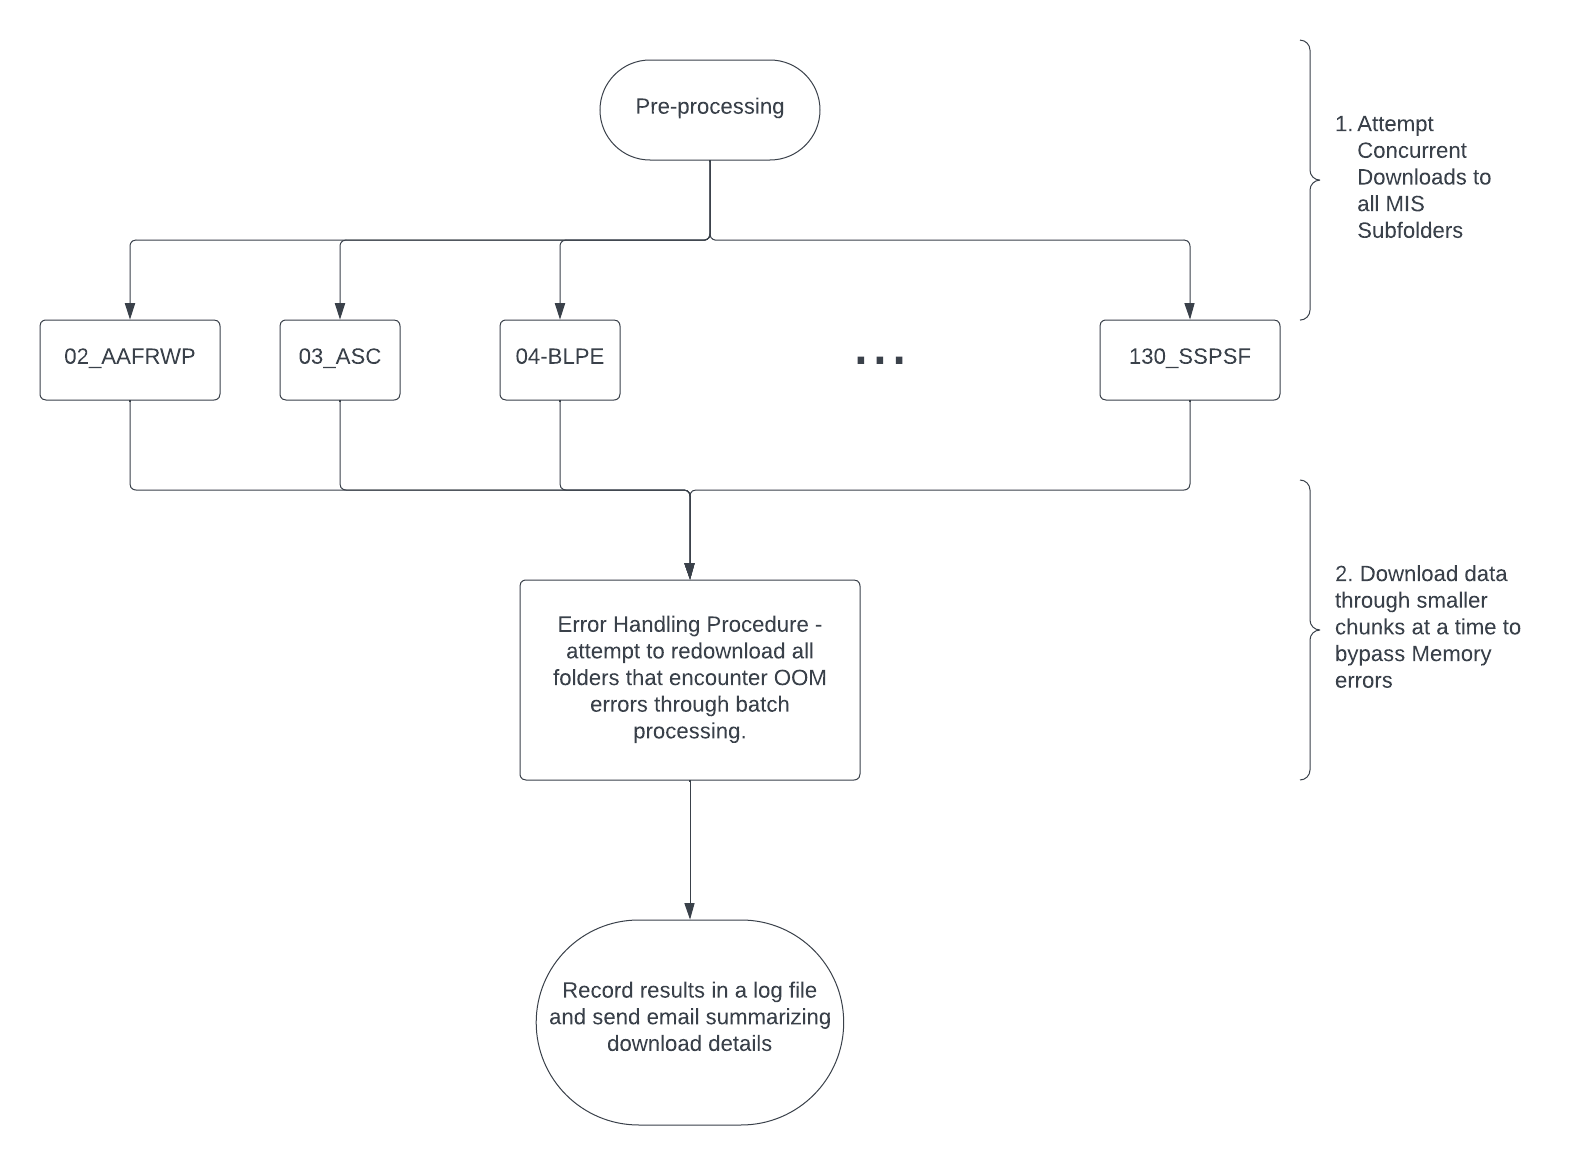 Pre-processing
1. Attempt
Concurrent
Downloads to
all MIS
Subfolders
02_AAFRWP
03_ASC
04-BLPE
...
130_SSPSF
Error Handling Procedure -
attempt to redownload all
folders that encounter OOM
errors through batch
processing.
2. Download data
through smaller
chunks at a time to
bypass Memory
errors
Record results in a log file
and send email summarizing
download details